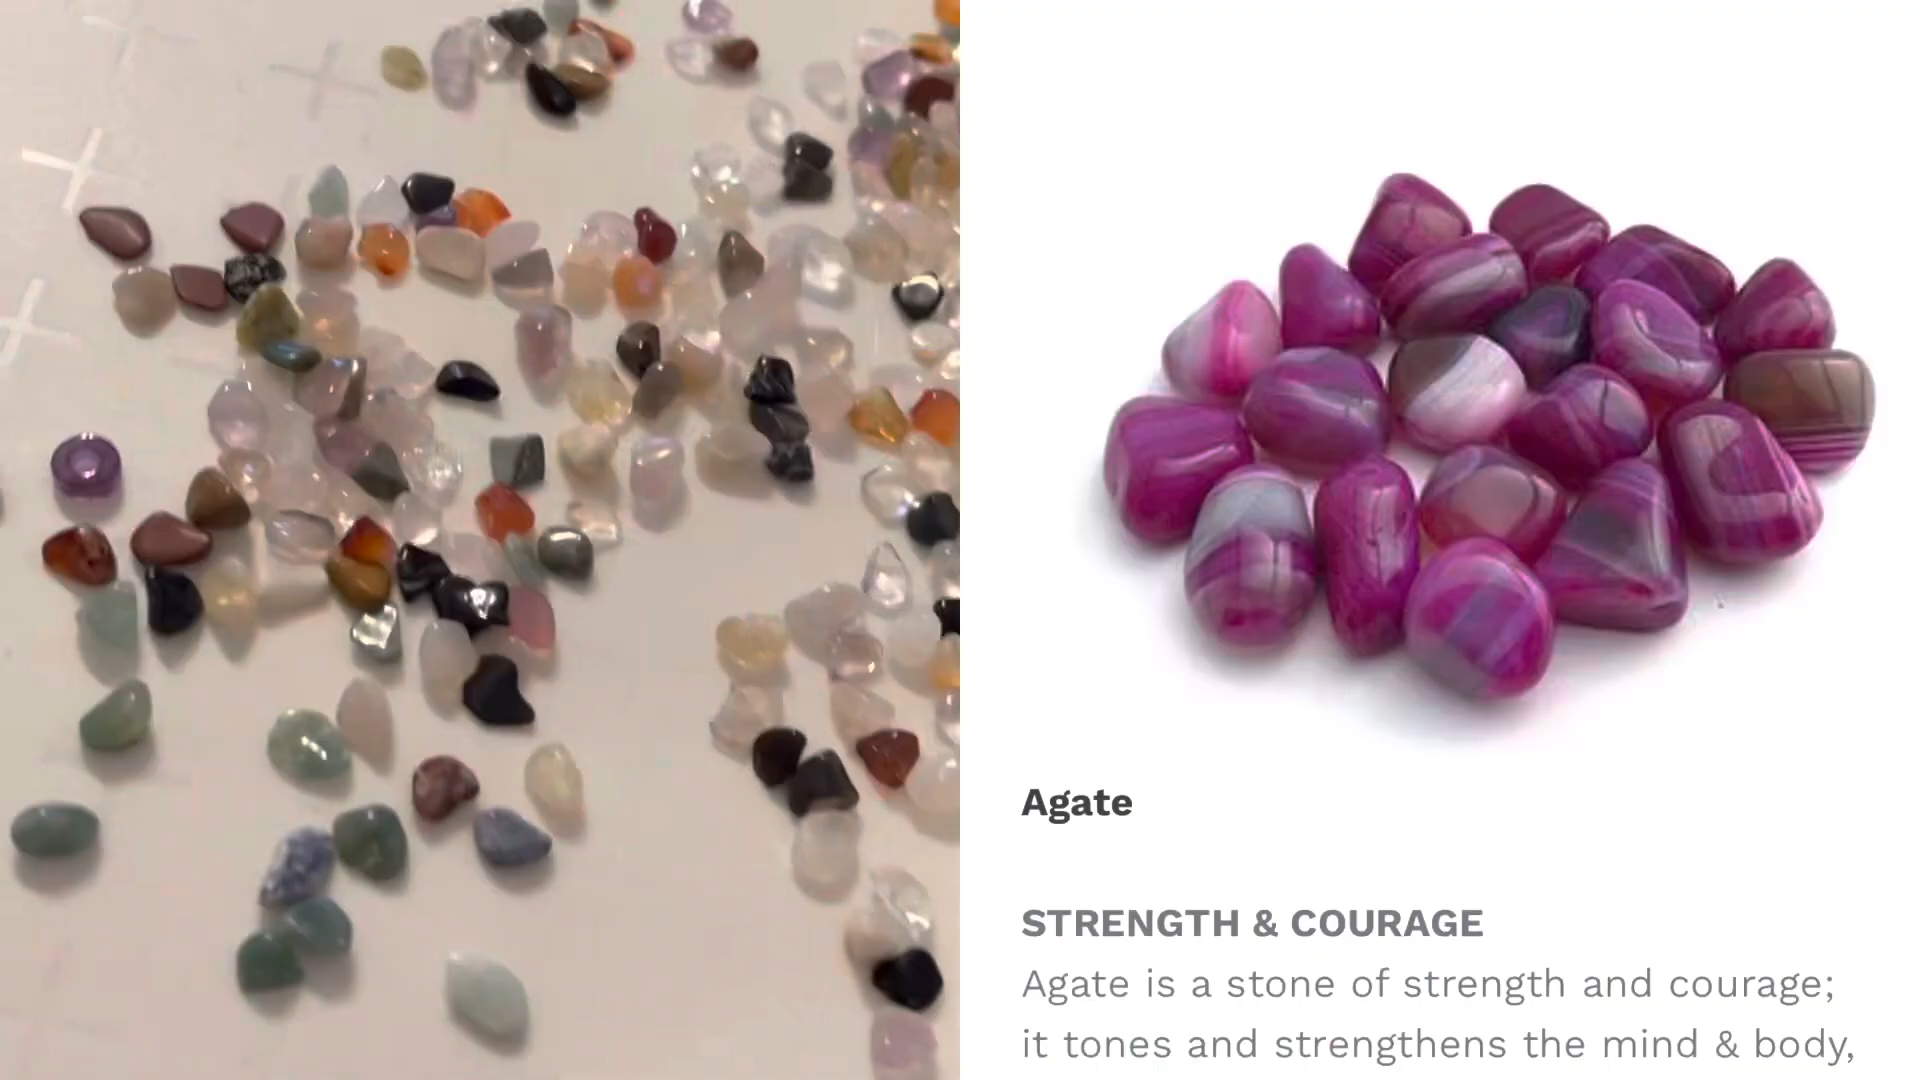 Agate
STRENGTH & COURAGE
Agate is a stone of strength and courage;
it tones and strengthens the mind & body,